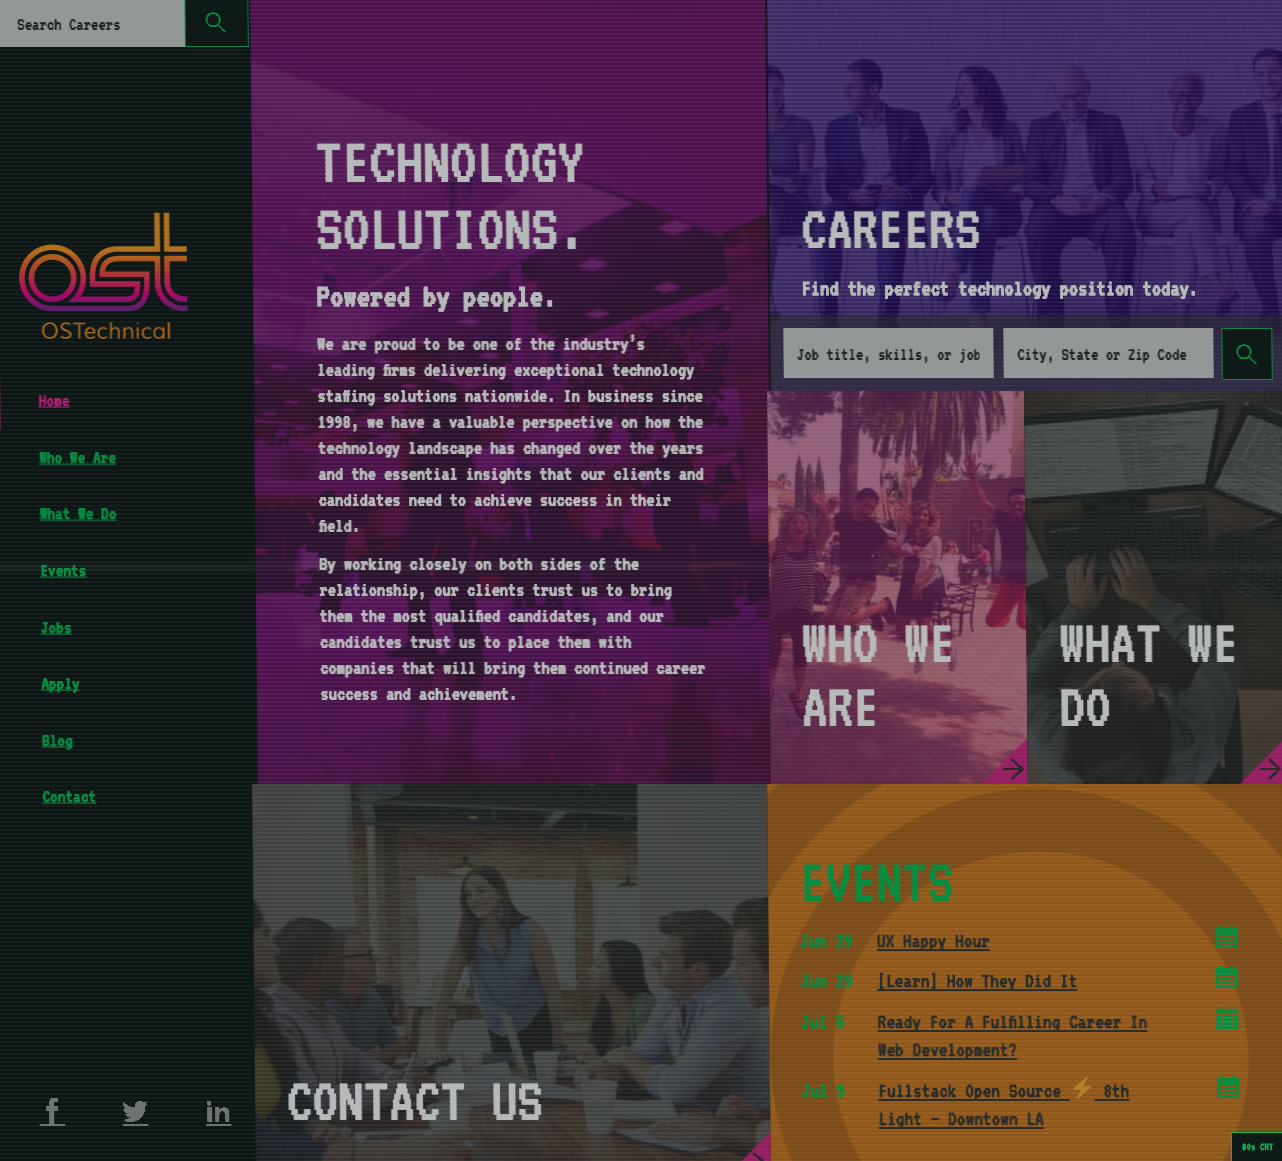 Search Careers
ost
OSTechnical
Home
Who We Are
What We Do
Events
Jobs
Apply
Blog
Contact
TECHNOLOGY
SOLUTIONS.
Powered by people.
We are proud to be one of the industry's
leading firms delivering exceptional technology
staffing solutions nationwide. In business since
1998, we have a valuable perspective on how the
technology landscape has changed over the years
and the essential insights that our clients and
candidates need to achieve success in their
field.
By working closely on both sides of the
relationship, our clients trust us to bring
them the most qualified candidates, and our
candidates trust us to place them with
companies that will bring them continued career
success and achievement.
CAREERS
Find the perfect technology position today.
Job title, skills, or job
City, State or Zip Code
WHO WE
ARE
WHAT WE
DO
CONTACT US
EVENTS
Jun 29 UX Happy Hour
Jun 29 [Learn] How They Did It
Jul 5 Ready For A Fulfilling Career In
Web Development?
Jul 5 Fullstack Open Source ⚡ 8th
Light - Downtown LA
80s CRT